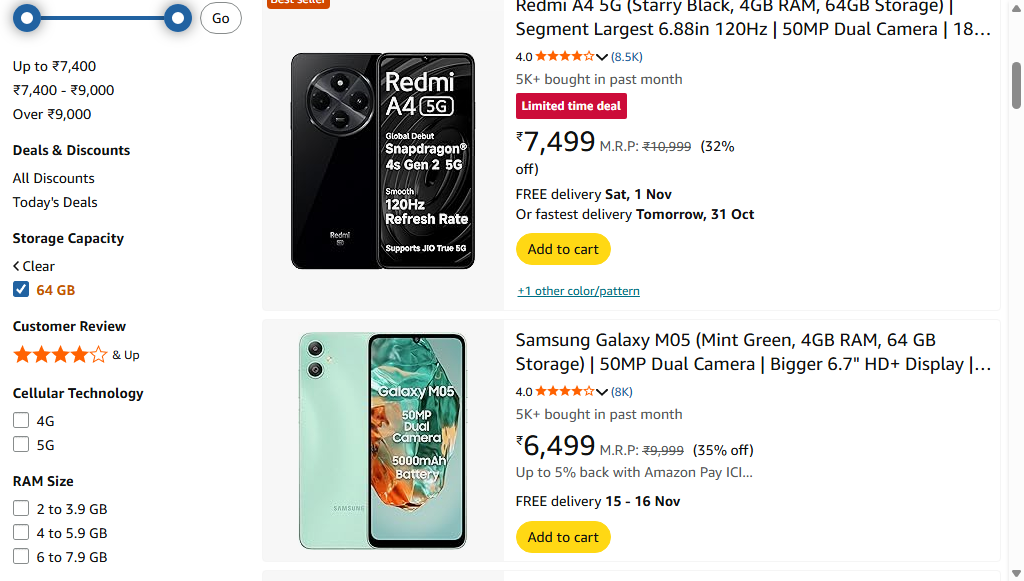 Go
Up to ₹7,400
₹7,400 - ₹9,000
Over ₹9,000
Deals & Discounts
All Discounts
Today's Deals
Storage Capacity
Clear
64 GB
Customer Review
& Up
Cellular Technology
4G
5G
RAM Size
2 to 3.9 GB
4 to 5.9 GB
6 to 7.9 GB
Best seller
Redmi
A4 5G
Global Debut
Snapdragon®
4s Gen 2 5G
Smooth
120Hz
Refresh Rate
Supports JIO True 5G
Redmi
5G
Redmi A4 5G (Starry Black, 4GB RAM, 64GB Storage) |
Segment Largest 6.88in 120Hz | 50MP Dual Camera | 18...
4.0 (8.5K)
5K+ bought in past month
Limited time deal
₹7,499 M.R.P: ₹10,999 (32%
off)
FREE delivery Sat, 1 Nov
Or fastest delivery Tomorrow, 31 Oct
Add to cart
+1 other color/pattern
Galaxy M05
50MP
Dual
Camera
5000mAh
Battery
SAMSUNG
Samsung Galaxy M05 (Mint Green, 4GB RAM, 64 GB
Storage) | 50MP Dual Camera | Bigger 6.7" HD+ Display |...
4.0 (8K)
5K+ bought in past month
₹6,499 M.R.P: ₹9,999 (35% off)
Up to 5% back with Amazon Pay ICI...
FREE delivery 15 - 16 Nov
Add to cart